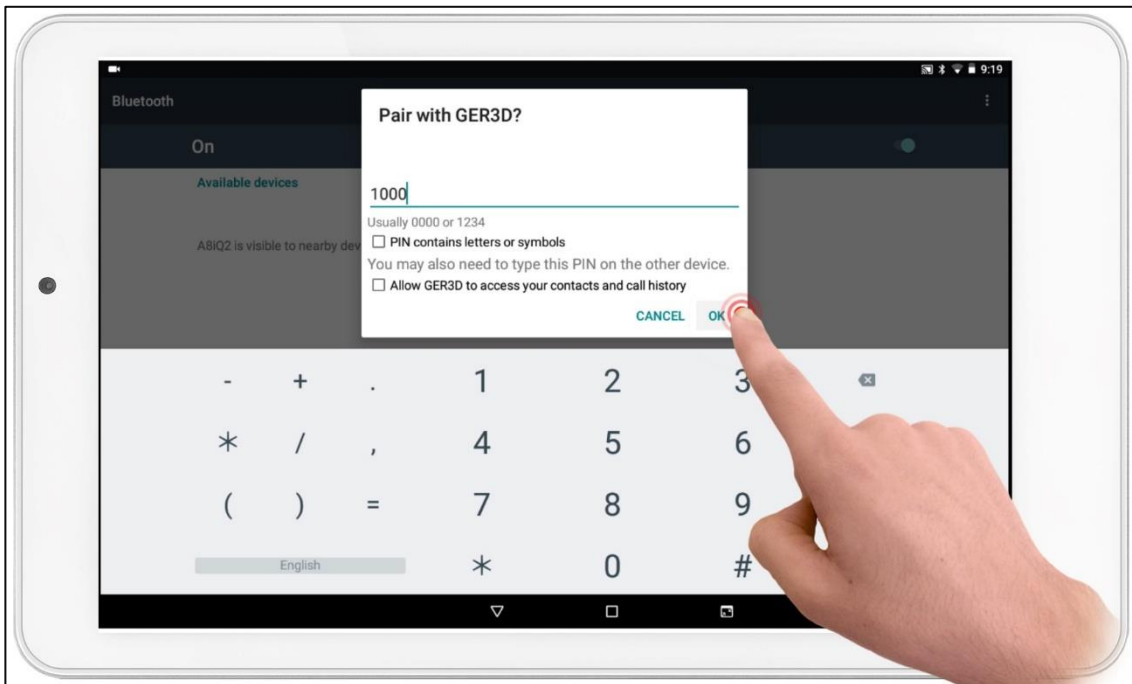 9:19
Bluetooth
On
Available devices
A8iQ2 is visible to nearby dev
Pair with GER3D?
1000
Usually 0000 or 1234
PIN contains letters or symbols
You may also need to type this PIN on the other device.
Allow GER3D to access your contacts and call history
CANCEL OK
- + . 1 2 3
* / , 4 5 6
( ) = 7 8 9
English * 0 #